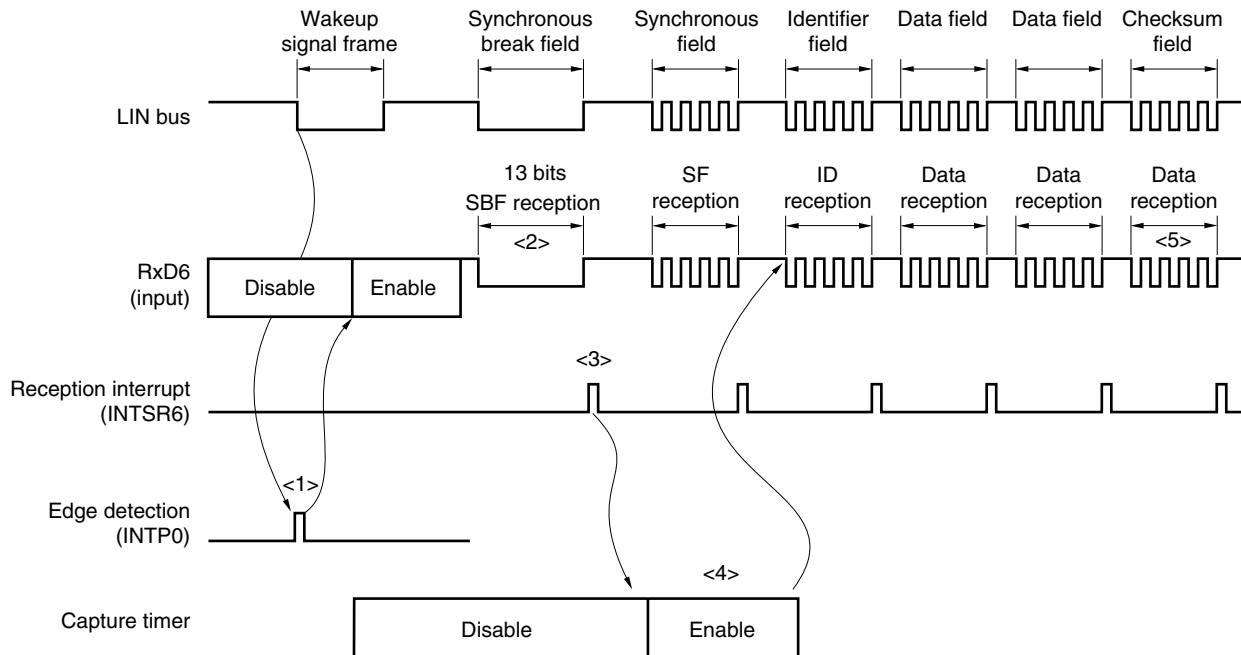 Wakeup
signal frame
Synchronous
break field
Synchronous
field
Identifier
field
Data field
Data field
Checksum
field
LIN bus
13 bits
SBF reception
<2>
SF
reception
ID
reception
Data
reception
Data
reception
Data
reception
<5>
RxD6
(input)
Disable
Enable
Reception interrupt
(INTSR6)
<3>
Edge detection
(INTP0)
<1>
Capture timer
Disable
<4>
Enable